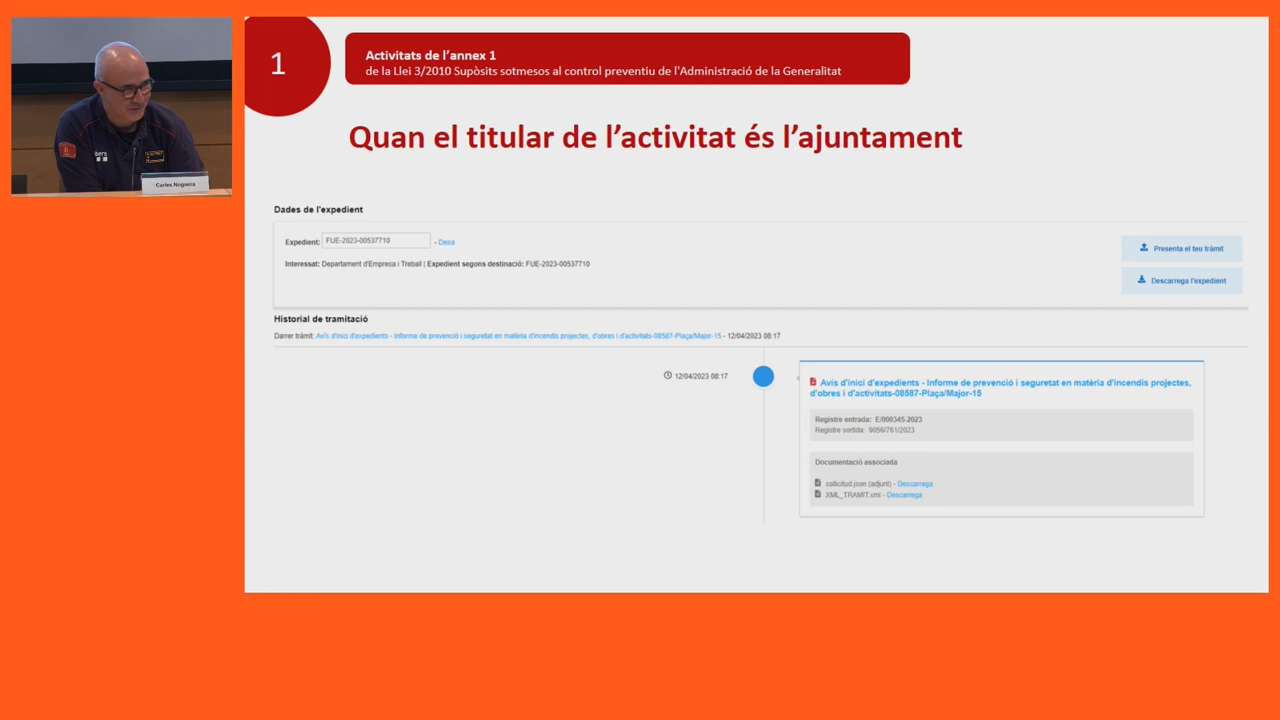 1
Activitats de l'annex 1
de la Llei 3/2010 Supòsits sotmesos al control preventiu de l'Administració de la Generalitat
Quan el titular de l'activitat és l'ajuntament
bers
Carles Noguera
Dades de l'expedient
Expedient: FUE-2023-00537710 - Desa
Interessat: Departament d'Empresa i Treball | Expedient segons destinació: FUE-2023-00537710
Presenta el teu tràmit
Descarrega l'expedient
Historial de tramitació
Darrer tràmit: Avís d'inici d'expedients - Informe de prevenció i seguretat en matèria d'incendis projectes, d'obres i d'activitats-08587-Plaça/Major-15 - 12/04/2023 08:17
12/04/2023 08:17
Avís d'inici d'expedients - Informe de prevenció i seguretat en matèria d'incendis projectes,
d'obres i d'activitats-08587-Plaça/Major-15
Registre entrada: E/000345-2023
Registre sortida: 9056/761/2023
Documentació associada
sollicitud.json (adjunt) - Descarrega
XML_TRAMIT.xml - Descarrega